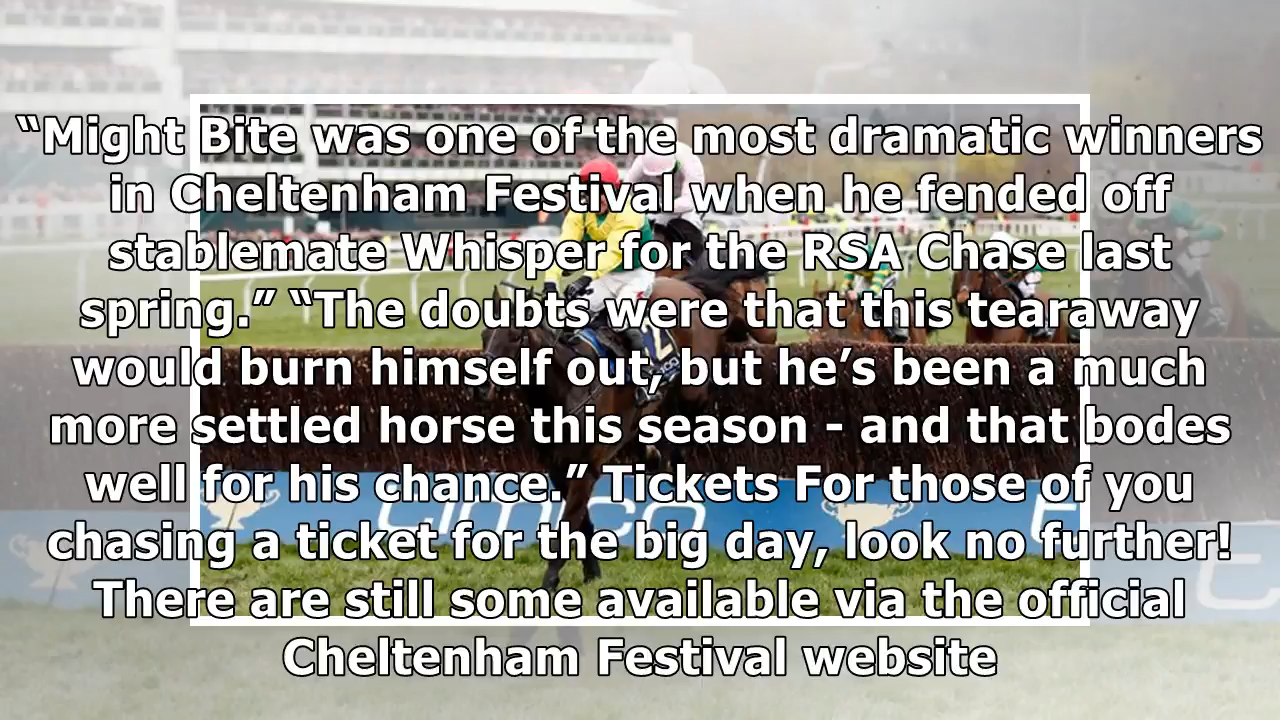 “Might Bite was one of the most dramatic winners
in Cheltenham Festival when he fended off
stablemate Whisper for the RSA Chase last
spring.” “The doubts were that this tearaway
would burn himself out, but he’s been a much
more settled horse this season - and that bodes
well for his chance.” Tickets For those of you
chasing a ticket for the big day, look no further!
There are still some available via the official
Cheltenham Festival website
2
timico